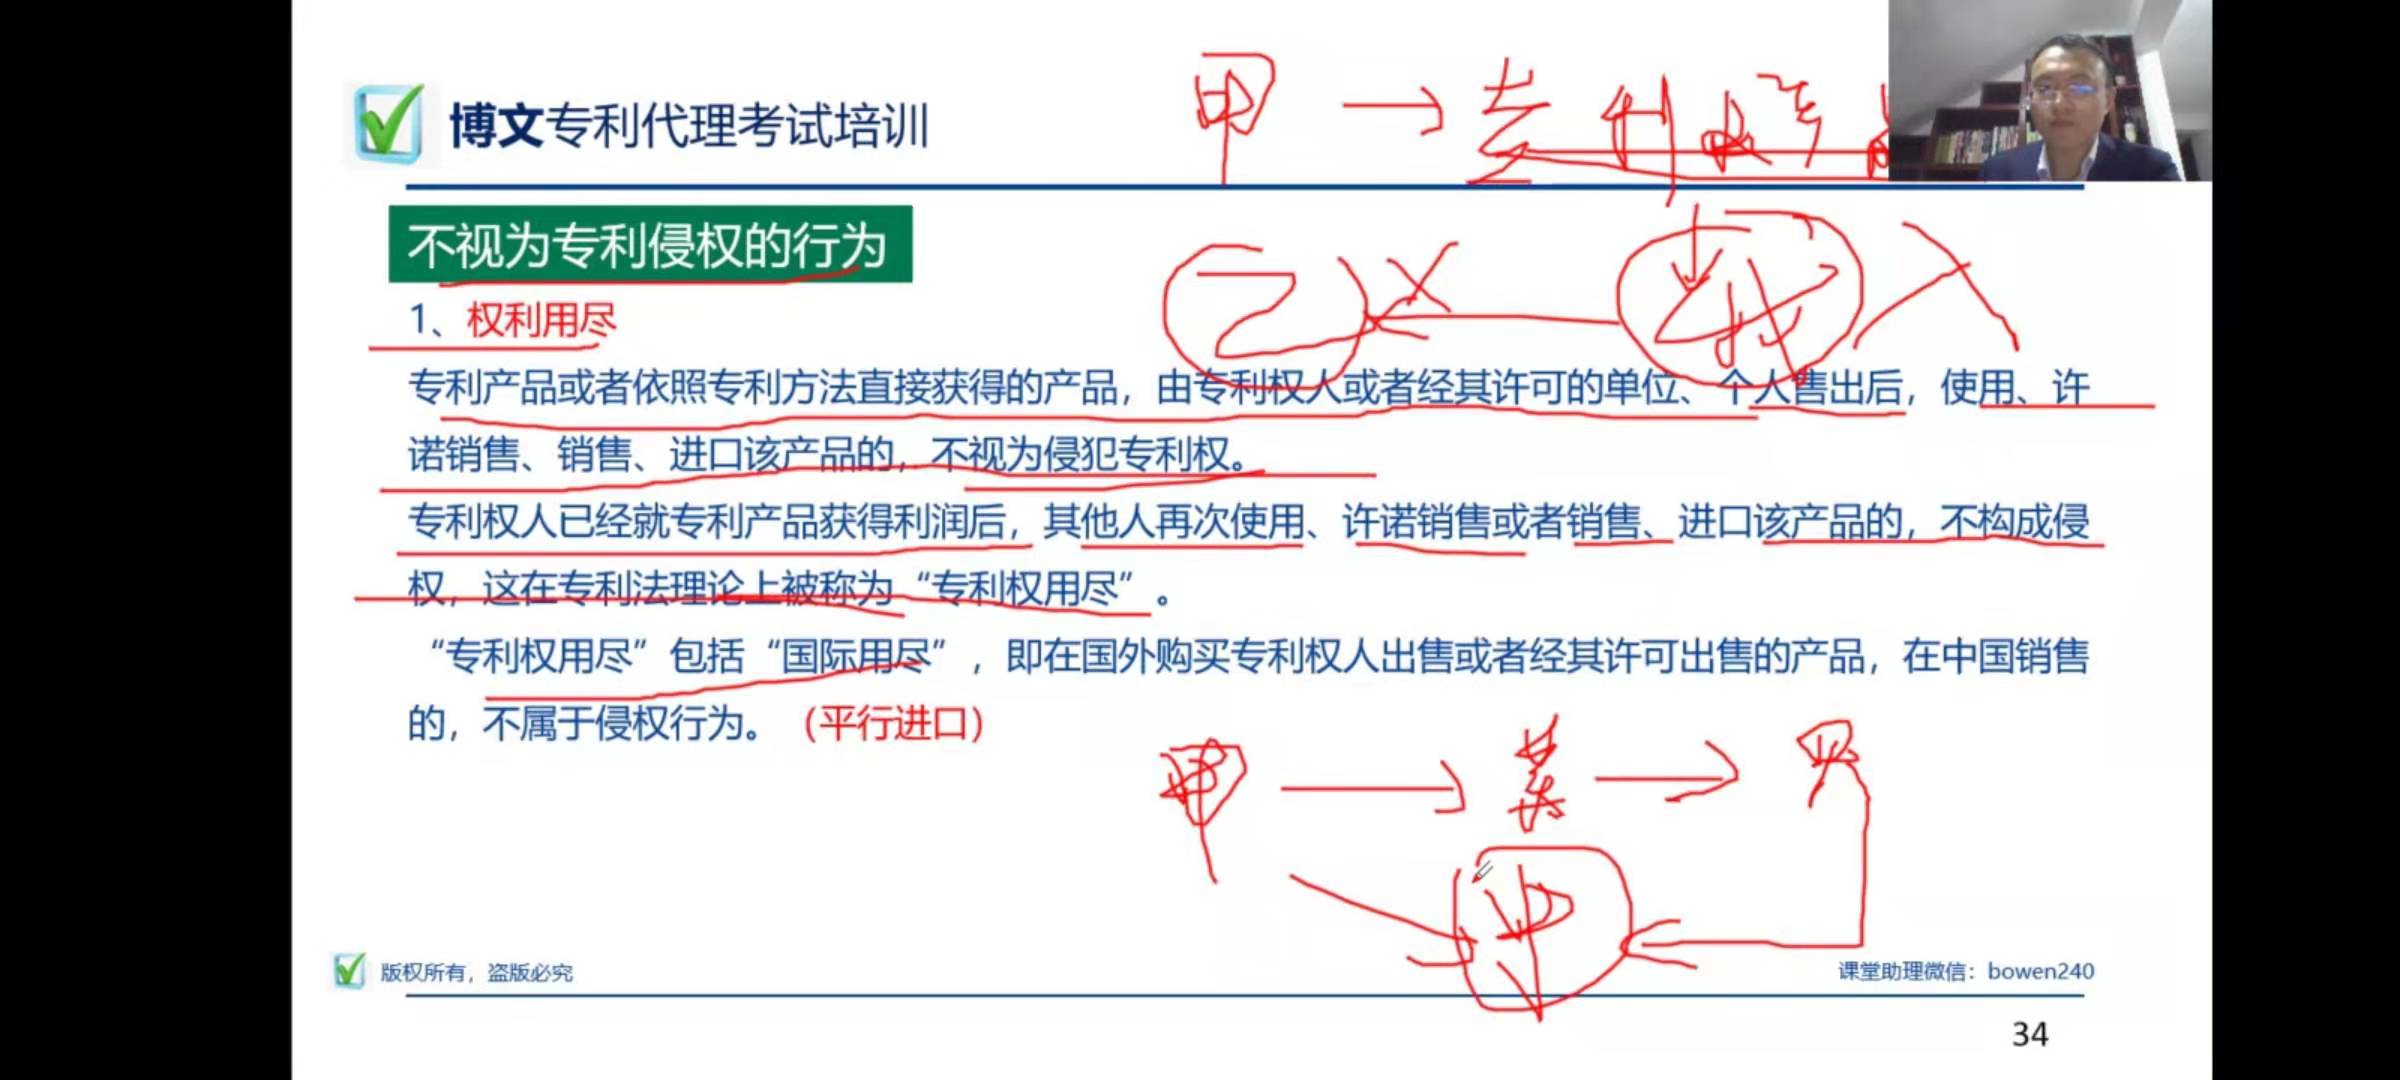 博文专利代理考试培训
甲 → 专利
不视为专利侵权的行为
乙
1、权利用尽
专利产品或者依照专利方法直接获得的产品，由专利权人或者经其许可的单位、个人售出后，使用、许
诺销售、销售、进口该产品的，不视为侵犯专利权。
专利权人已经就专利产品获得利润后，其他人再次使用、许诺销售或者销售、进口该产品的，不构成侵
权，这在专利法理论上被称为“专利权用尽”。
“专利权用尽”包括“国际用尽”，即在国外购买专利权人出售或者经其许可出售的产品，在中国销售
的，不属于侵权行为。（平行进口）
甲 → 美 →
中
版权所有，盗版必究
课堂助理微信：bowen240
34